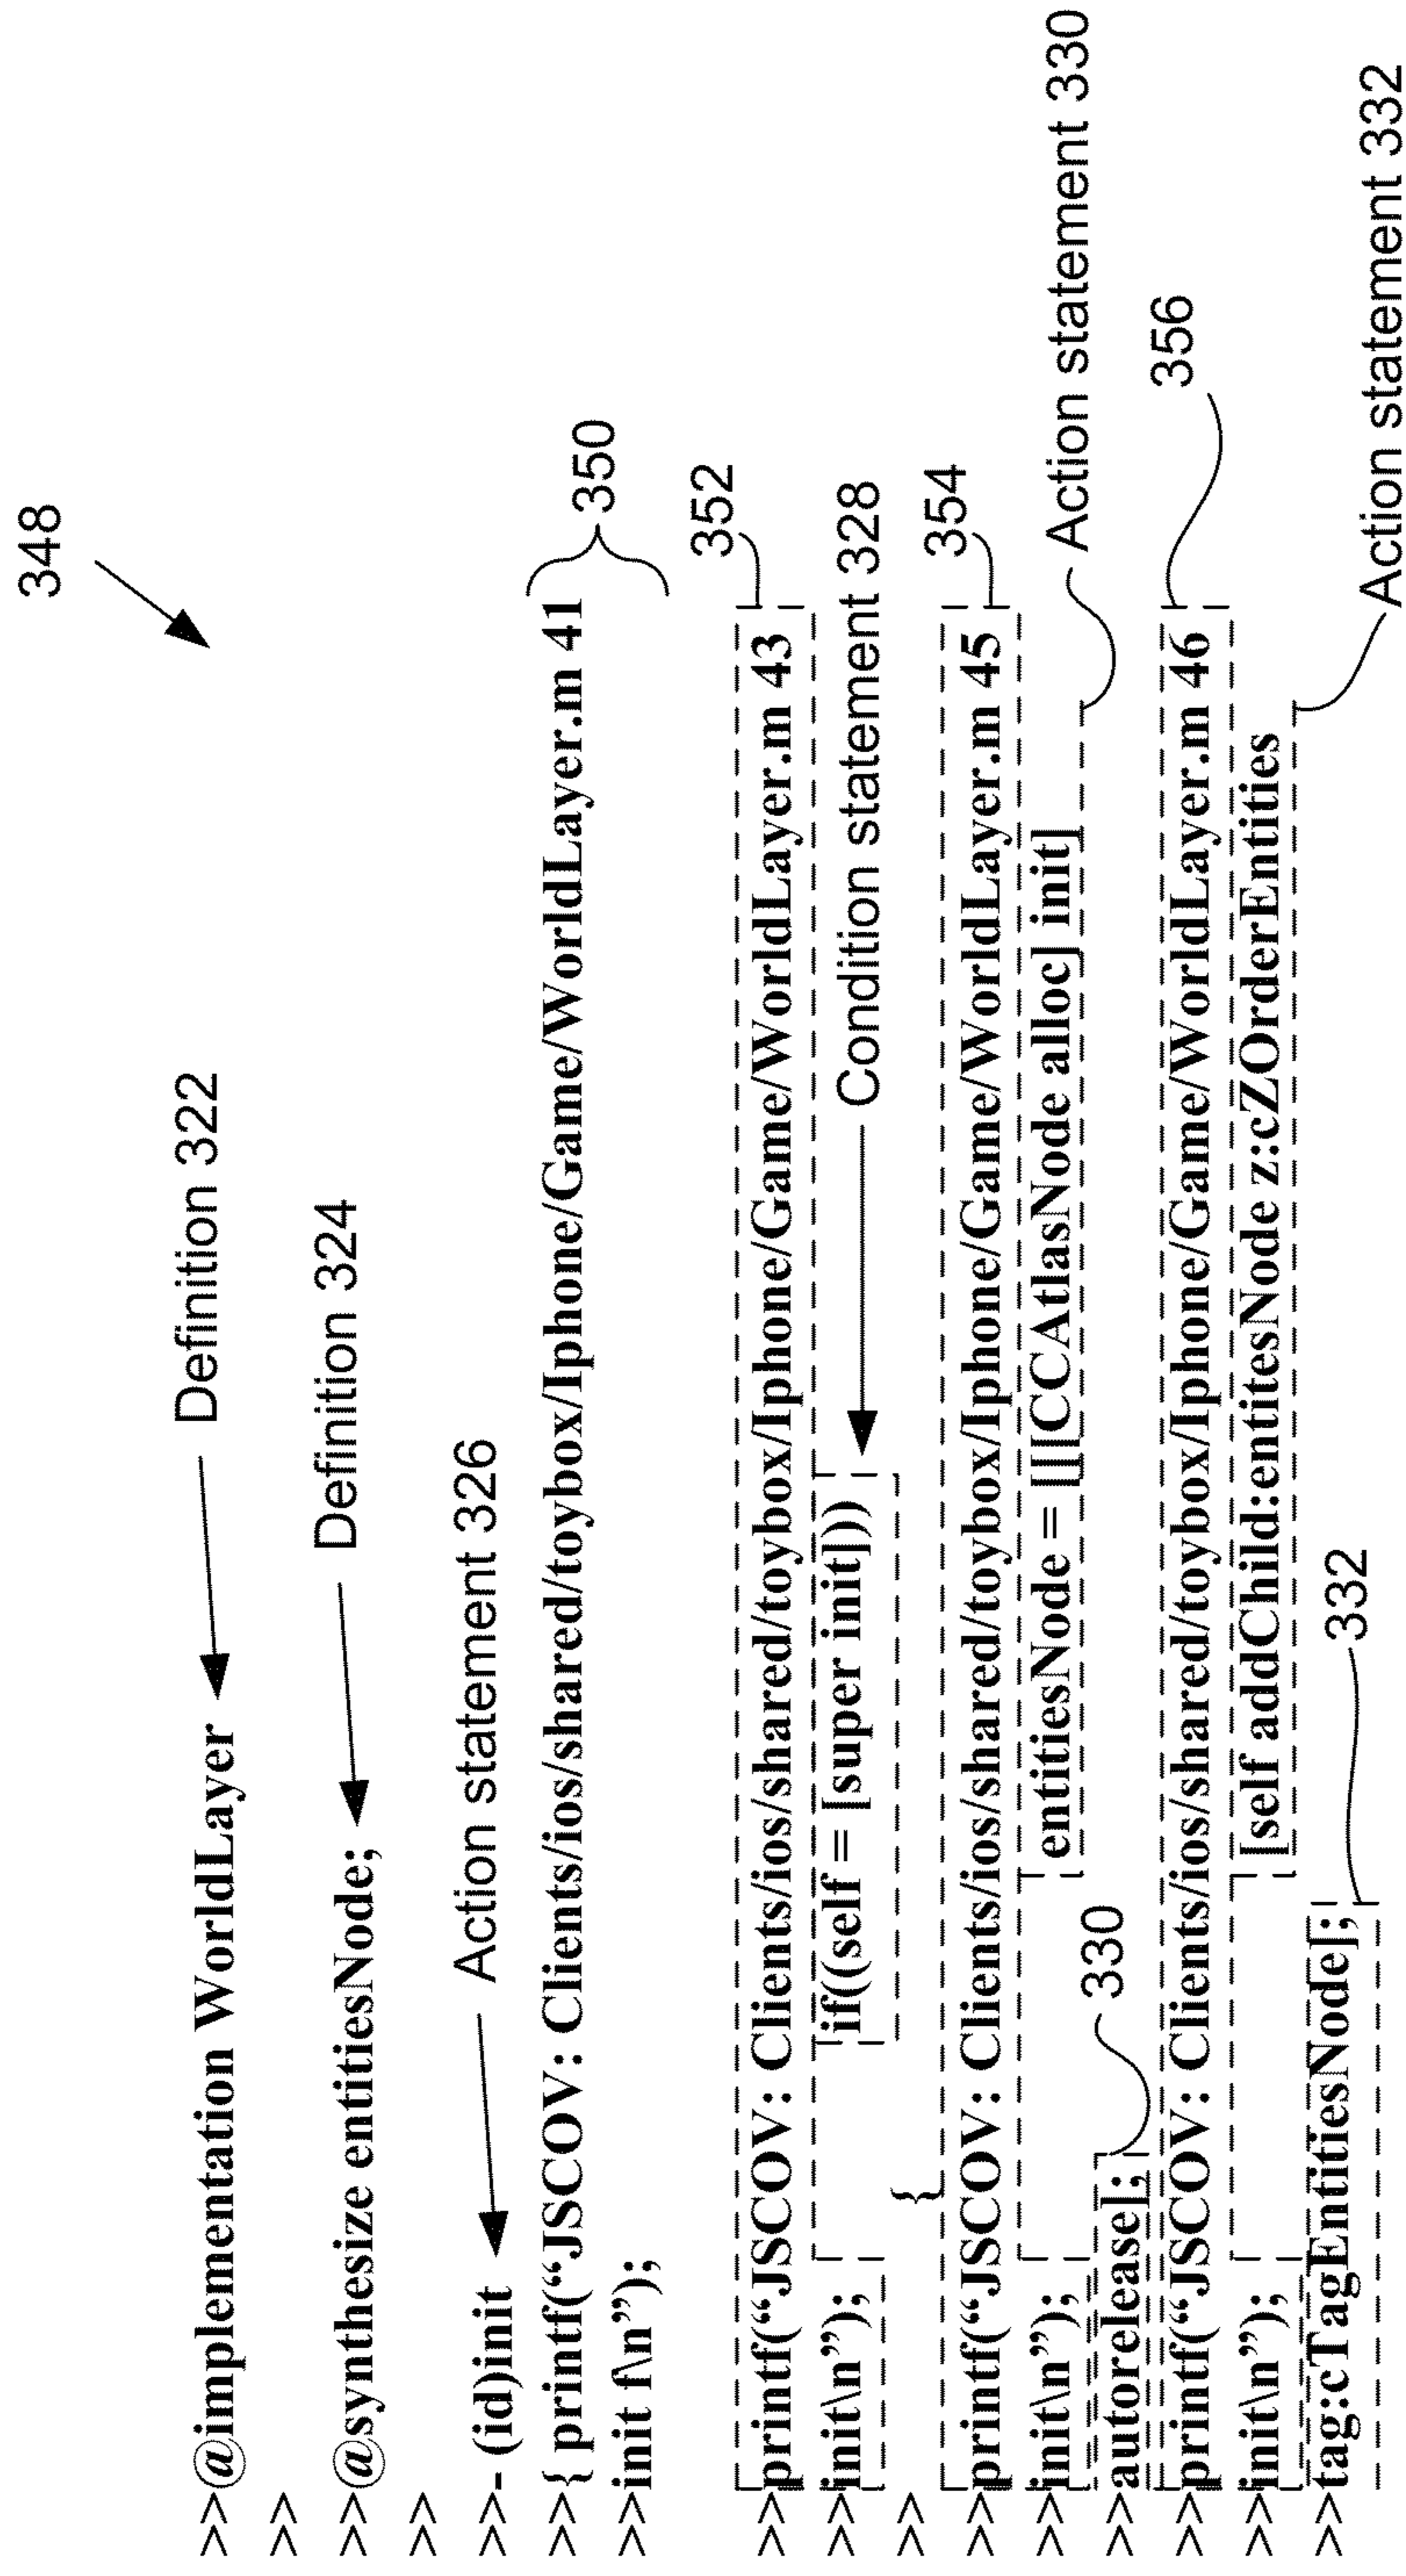 348
>>@implementation WorldLayer Definition 322
>>
>>@synthesize entitiesNode; Definition 324
>>
>>- (id)init Action statement 326
>>{ printf(“JSCOV: Clients/ios/shared/toybox/Iphone/Game/WorldLayer.m 41
>>init f\n”); 350
352
>>printf(“JSCOV: Clients/ios/shared/toybox/Iphone/Game/WorldLayer.m 43
>>init\n”); if((self = [super init])) Condition statement 328
>> {
354
>>printf(“JSCOV: Clients/ios/shared/toybox/Iphone/Game/WorldLayer.m 45
>>init\n”); entitiesNode = [[[CCAtlasNode alloc] init] Action statement 330
>>autorelease]; 330
356
>>printf(“JSCOV: Clients/ios/shared/toybox/Iphone/Game/WorldLayer.m 46
>>init\n”); [self addChild:entitesNode z:cZOrderEntities
>>tag:cTagEntitiesNode]; 332
Action statement 332